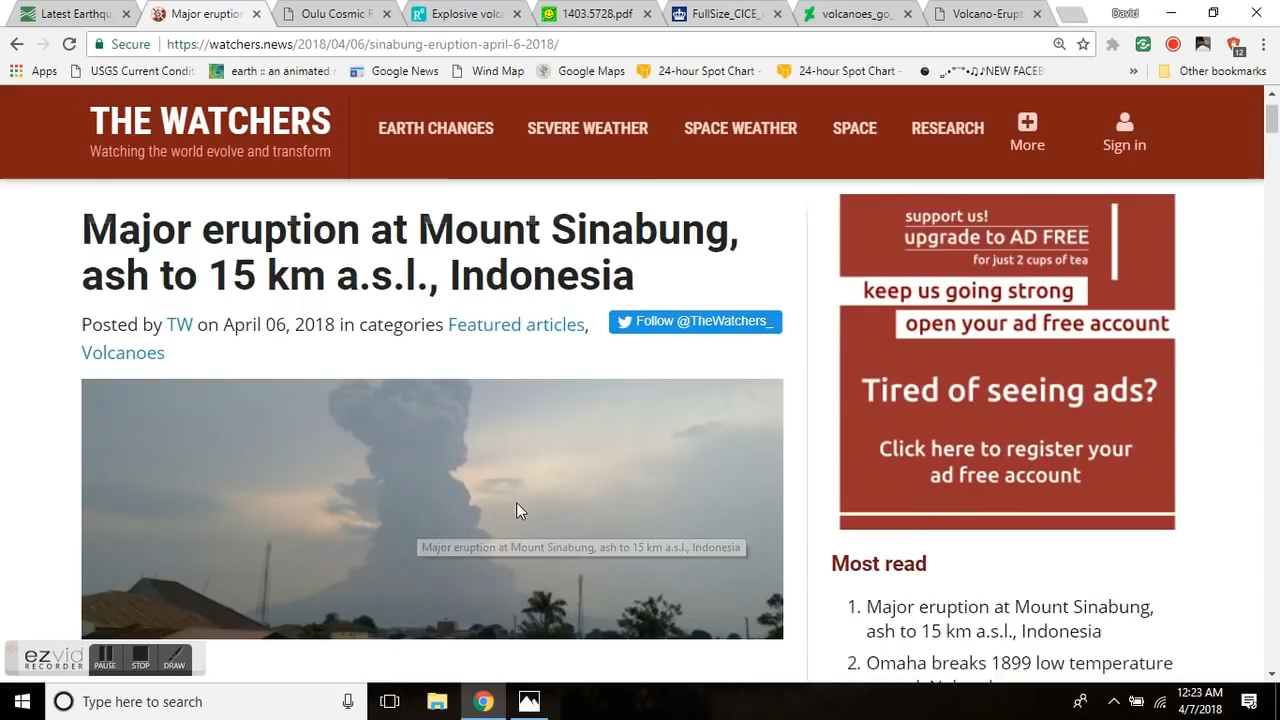 Latest Earthqu
Major eruption
Oulu Cosmic R
Explosive volca
1403.5728.pdf
FullSize_CICE_c
volcanoes_go_
Volcano-Erupt
David
Secure
https://watchers.news/2018/04/06/sinabung-eruption-april-6-2018/
12
Apps
USGS Current Condit
earth :: an animated
Google News
Wind Map
Google Maps
24-hour Spot Chart -
24-hour Spot Chart -
NEW FACEB
Other bookmarks
THE WATCHERS
Watching the world evolve and transform
EARTH CHANGES
SEVERE WEATHER
SPACE WEATHER
SPACE
RESEARCH
More
Sign in
Major eruption at Mount Sinabung,
ash to 15 km a.s.l., Indonesia
Posted by TW on April 06, 2018 in categories Featured articles,
Volcanoes
Follow @TheWatchers_
Major eruption at Mount Sinabung, ash to 15 km a.s.l., Indonesia
support us!
upgrade to AD FREE
for just 2 cups of tea
keep us going strong
open your ad free account
Tired of seeing ads?
Click here to register your
ad free account
Most read
1. Major eruption at Mount Sinabung,
ash to 15 km a.s.l., Indonesia
2. Omaha breaks 1899 low temperature
ezvid
RECORDER
PAUSE
STOP
DRAW
Type here to search
12:23 AM
4/7/2018